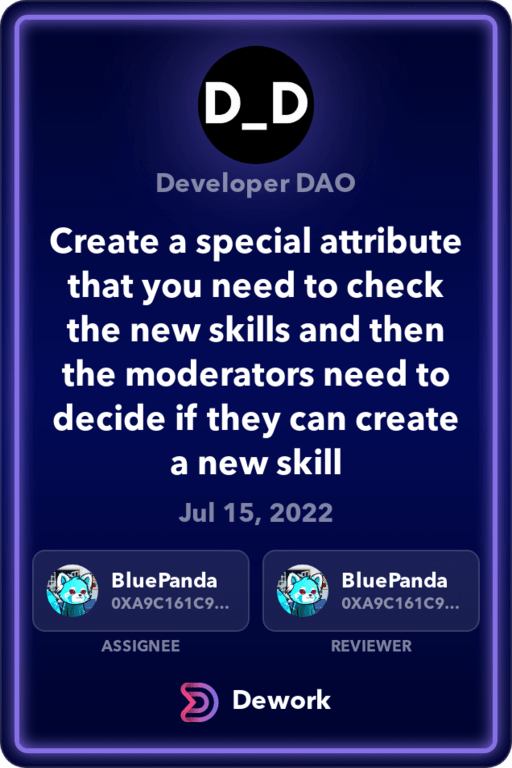 D_D
Developer DAO
Create a special attribute
that you need to check
the new skills and then
the moderators need to
decide if they can create
a new skill
Jul 15, 2022
BluePanda
0XA9C161C9...
ASSIGNEE
BluePanda
0XA9C161C9...
REVIEWER
Dework